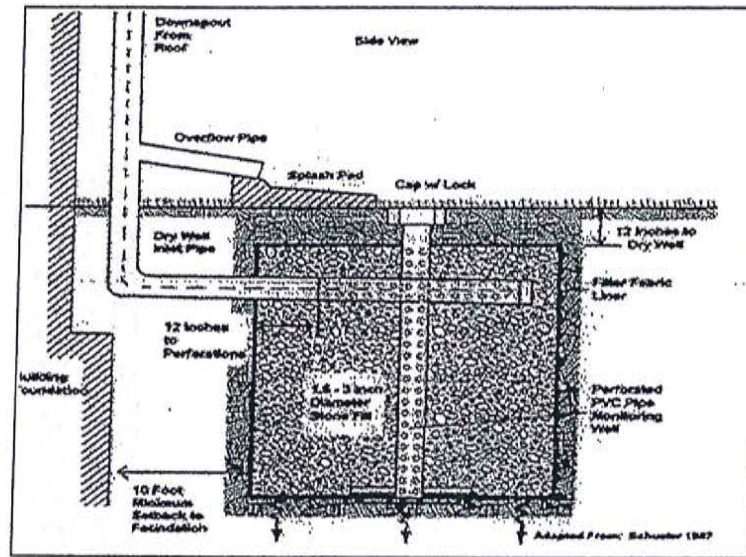 Downspout
From
Roof
Side View
Overflow Pipe
Splash Pad
Cap w/ Lock
Dry Well
Inlet Pipe
12 Inches to
Dry Well
Filter Fabric
Liner
12 Inches
to
Perforations
1.5 - 3 Inch
Diameter
Stone Fill
Building
Foundation
Perforated
PVC Pipe
Monitoring
Well
10 Foot
Minimum
Setback to
Foundation
Adapted From: Schueler 1987